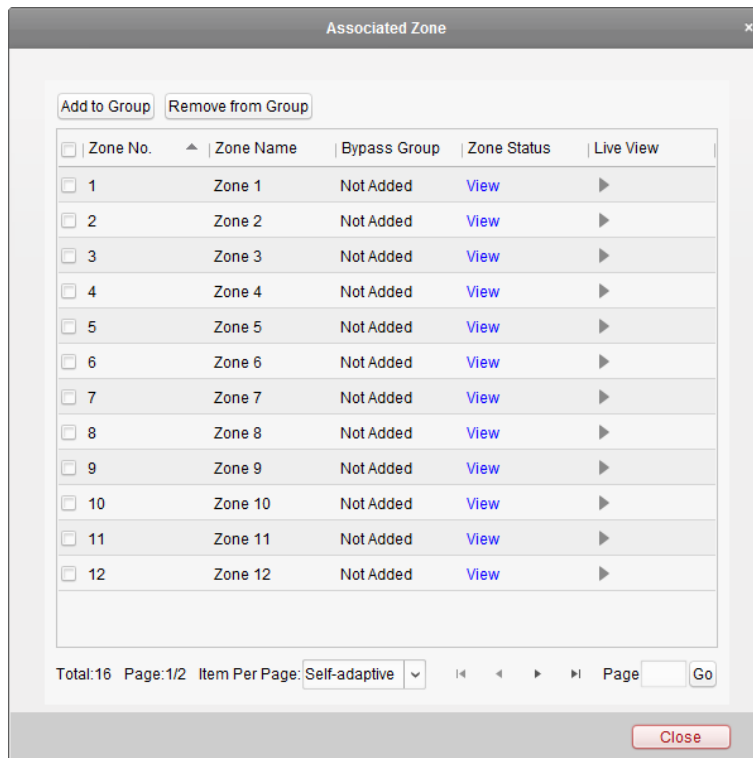 Associated Zone ×
Add to Group Remove from Group
Zone No. Zone Name Bypass Group Zone Status Live View
1 Zone 1 Not Added View
2 Zone 2 Not Added View
3 Zone 3 Not Added View
4 Zone 4 Not Added View
5 Zone 5 Not Added View
6 Zone 6 Not Added View
7 Zone 7 Not Added View
8 Zone 8 Not Added View
9 Zone 9 Not Added View
10 Zone 10 Not Added View
11 Zone 11 Not Added View
12 Zone 12 Not Added View
Total:16 Page:1/2 Item Per Page: Self-adaptive Page Go
Close